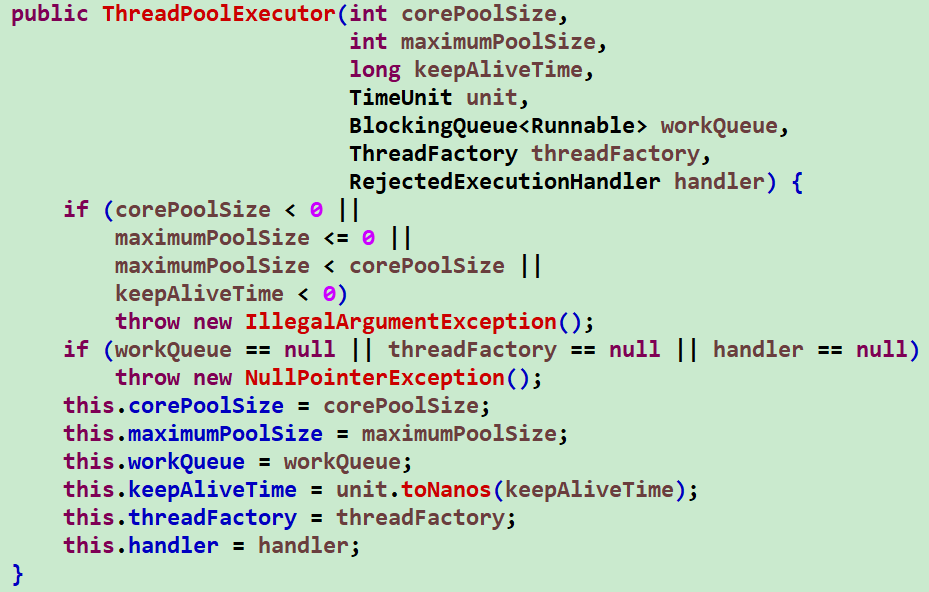 public ThreadPoolExecutor(int corePoolSize,
                          int maximumPoolSize,
                          long keepAliveTime,
                          TimeUnit unit,
                          BlockingQueue<Runnable> workQueue,
                          ThreadFactory threadFactory,
                          RejectedExecutionHandler handler) {
    if (corePoolSize < 0 ||
        maximumPoolSize <= 0 ||
        maximumPoolSize < corePoolSize ||
        keepAliveTime < 0)
        throw new IllegalArgumentException();
    if (workQueue == null || threadFactory == null || handler == null)
        throw new NullPointerException();
    this.corePoolSize = corePoolSize;
    this.maximumPoolSize = maximumPoolSize;
    this.workQueue = workQueue;
    this.keepAliveTime = unit.toNanos(keepAliveTime);
    this.threadFactory = threadFactory;
    this.handler = handler;
}